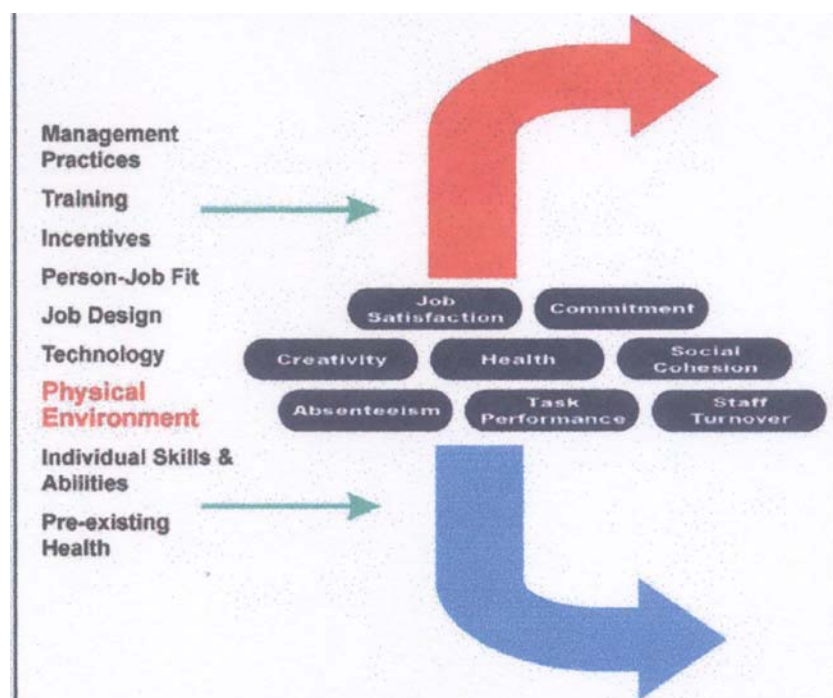 Management
Practices
Training
Incentives
Person-Job Fit
Job Design
Technology
Physical
Environment
Individual Skills &
Abilities
Pre-existing
Health
Job
Satisfaction
Commitment
Creativity
Health
Social
Cohesion
Absenteeism
Task
Performance
Staff
Turnover